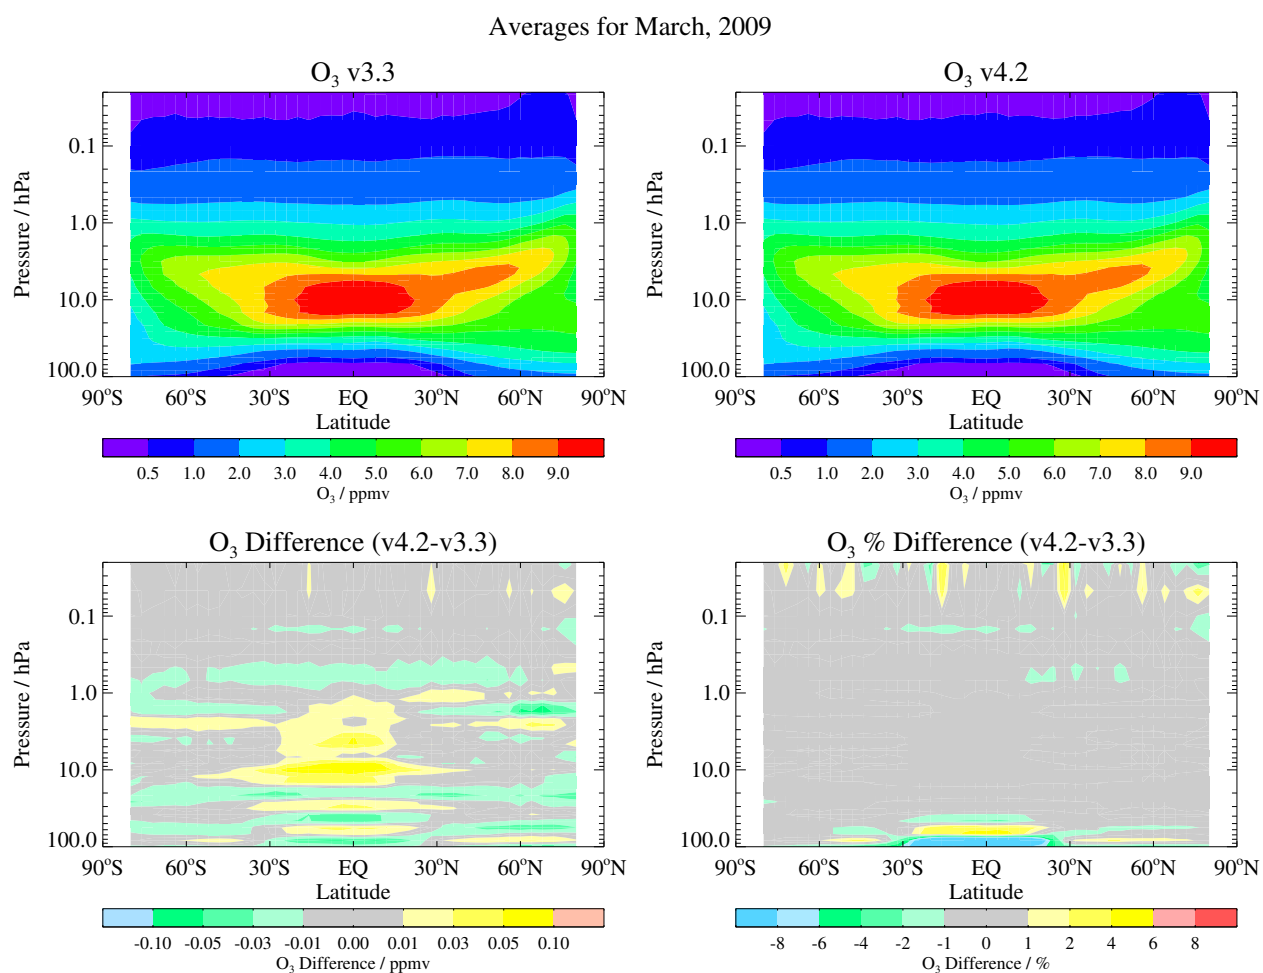 Averages for March, 2009
O₃ v3.3
Pressure / hPa
0.1
1.0
10.0
100.0
90°S 60°S 30°S EQ 30°N 60°N 90°N
Latitude
0.5 1.0 2.0 3.0 4.0 5.0 6.0 7.0 8.0 9.0
O₃ / ppmv
O₃ v4.2
Pressure / hPa
0.1
1.0
10.0
100.0
90°S 60°S 30°S EQ 30°N 60°N 90°N
Latitude
0.5 1.0 2.0 3.0 4.0 5.0 6.0 7.0 8.0 9.0
O₃ / ppmv
O₃ Difference (v4.2-v3.3)
Pressure / hPa
0.1
1.0
10.0
100.0
90°S 60°S 30°S EQ 30°N 60°N 90°N
Latitude
-0.10 -0.05 -0.03 -0.01 0.00 0.01 0.03 0.05 0.10
O₃ Difference / ppmv
O₃ % Difference (v4.2-v3.3)
Pressure / hPa
0.1
1.0
10.0
100.0
90°S 60°S 30°S EQ 30°N 60°N 90°N
Latitude
-8 -6 -4 -2 -1 0 1 2 4 6 8
O₃ Difference / %